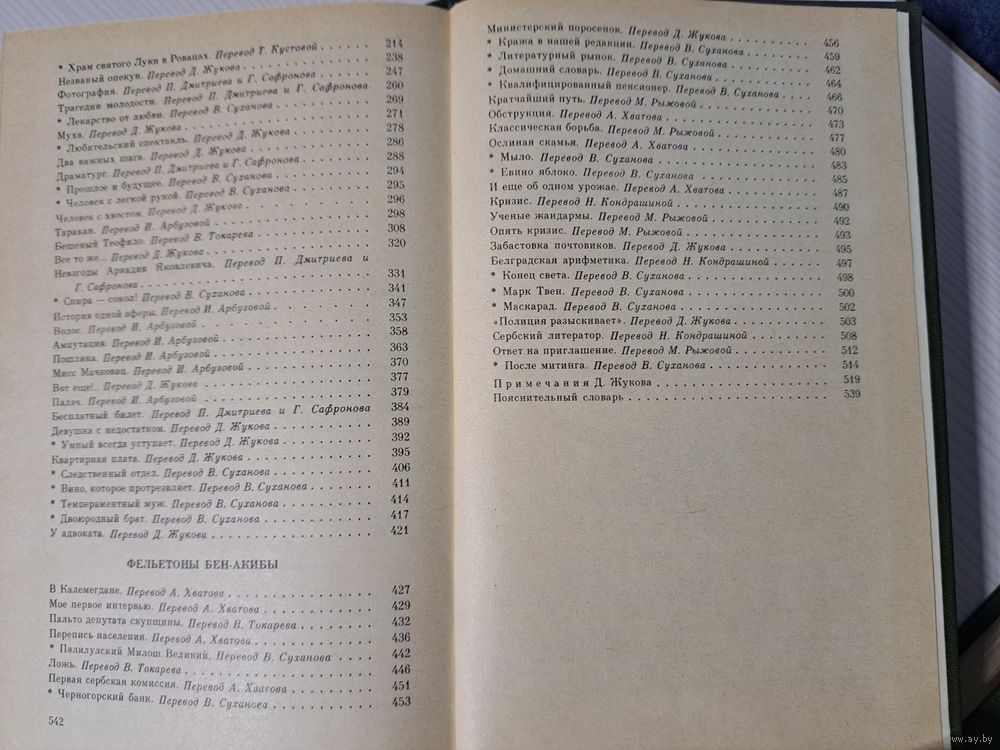 * Храм святого Луки в Ровацах. Перевод Т. Кустовой . . . . . . 214
Незваный опекун. Перевод Д. Жукова . . . . . . 238
Фотография. Перевод П. Дмитриева и Г. Сафронова . . . 247
Трагедия молодости. Перевод П. Дмитриева и Г. Сафронова 260
* Лекарство от любви. Перевод В. Суханова . . . . . . 269
Муха. Перевод Д. Жукова . . . . . . 271
* Любительский спектакль. Перевод Д. Жукова . . . . . . 278
Два важных шага. Перевод Д. Жукова . . . . . . 286
Драматург. Перевод П. Дмитриева и Г. Сафронова . . . . . . 288
* Прошлое и будущее. Перевод В. Суханова . . . . . . 294
* Человек с легкой рукой. Перевод В. Суханова . . . . . . 295
Человек с хвостом. Перевод Д. Жукова . . . . . . 296
Таракан. Перевод И. Арбузовой . . . . . . 298
Бешеный Теофило. Перевод В. Токарева . . . . . . 308
Все то же... Перевод Д. Жукова . . . . . . 320
Невзгоды Аркадия Яковлевича. Перевод П. Дмитриева и
Г. Сафронова . . . . . . 331
* Спира — сокол! Перевод В. Суханова . . . . . . 341
История одной аферы. Перевод И. Арбузовой . . . . . . 347
Волос. Перевод И. Арбузовой . . . . . . 353
Ампутация. Перевод И. Арбузовой . . . . . . 358
Пошлина. Перевод И. Арбузовой . . . . . . 363
Мисс Мачковац. Перевод И. Арбузовой . . . . . . 370
Вот еще!.. Перевод Д. Жукова . . . . . . 377
Палач. Перевод И. Арбузовой . . . . . . 379
Бесплатный билет. Перевод П. Дмитриева и Г. Сафронова 384
Девушка с недостатком. Перевод Д. Жукова . . . . . . 389
* Умный всегда уступает. Перевод Д. Жукова . . . . . . 392
Квартирная плата. Перевод Д. Жукова . . . . . . 395
* Следственный отдел. Перевод В. Суханова . . . . . . 406
* Вино, которое протрезвляет. Перевод В. Суханова . . . . . . 411
* Темпераментный муж. Перевод В. Суханова . . . . . . 414
* Двоюродный брат. Перевод В. Суханова . . . . . . 417
У адвоката. Перевод Д. Жукова . . . . . . 421
ФЕЛЬЕТОНЫ БЕН-АКИБЫ
В Калемегдане. Перевод А. Хватова . . . . . . 427
Мое первое интервью. Перевод А. Хватова . . . . . . 429
Пальто депутата скупщины. Перевод В. Токарева . . . . . . 432
Перепись населения. Перевод А. Хватова . . . . . . 436
* Палилулский Милош Великий. Перевод В. Суханова . . . . 442
Ложь. Перевод В. Токарева . . . . . . 446
Первая сербская комиссия. Перевод А. Хватова . . . . . . 451
* Черногорский банк. Перевод В. Суханова . . . . . . 453
542
Министерский поросенок. Перевод Д. Жукова . . . . . . 456
* Кража в нашей редакции. Перевод В. Суханова . . . . . . 459
* Литературный рынок. Перевод В. Суханова . . . . . . 462
* Домашний словарь. Перевод В. Суханова . . . . . . 464
* Квалифицированный пенсионер. Перевод В. Суханова . . . . 466
Кратчайший путь. Перевод М. Рыжовой . . . . . . 470
Обструкция. Перевод А. Хватова . . . . . . 473
Классическая борьба. Перевод М. Рыжовой . . . . . . 477
Ослиная скамья. Перевод А. Хватова . . . . . . 480
* Мыло. Перевод В. Суханова . . . . . . 483
* Евино яблоко. Перевод В. Суханова . . . . . . 485
И еще об одном урожае. Перевод А. Хватова . . . . . . 487
Кризис. Перевод Н. Кондрашиной . . . . . . 490
Ученые жандармы. Перевод М. Рыжовой . . . . . . 492
Опять кризис. Перевод М. Рыжовой . . . . . . 493
Забастовка почтовиков. Перевод Д. Жукова . . . . . . 495
Белградская арифметика. Перевод Н. Кондрашиной . . . . . 497
* Конец света. Перевод В. Суханова . . . . . . 498
* Марк Твен. Перевод В. Суханова . . . . . . 500
* Маскарад. Перевод В. Суханова . . . . . . 502
«Полиция разыскивает». Перевод Д. Жукова . . . . . . 503
Сербский литератор. Перевод Н. Кондрашиной . . . . . . 508
Ответ на приглашение. Перевод М. Рыжовой . . . . . . 512
* После митинга. Перевод В. Суханова . . . . . . 514
Примечания Д. Жукова . . . . . . 519
Пояснительный словарь . . . . . . 539
www.ay.by